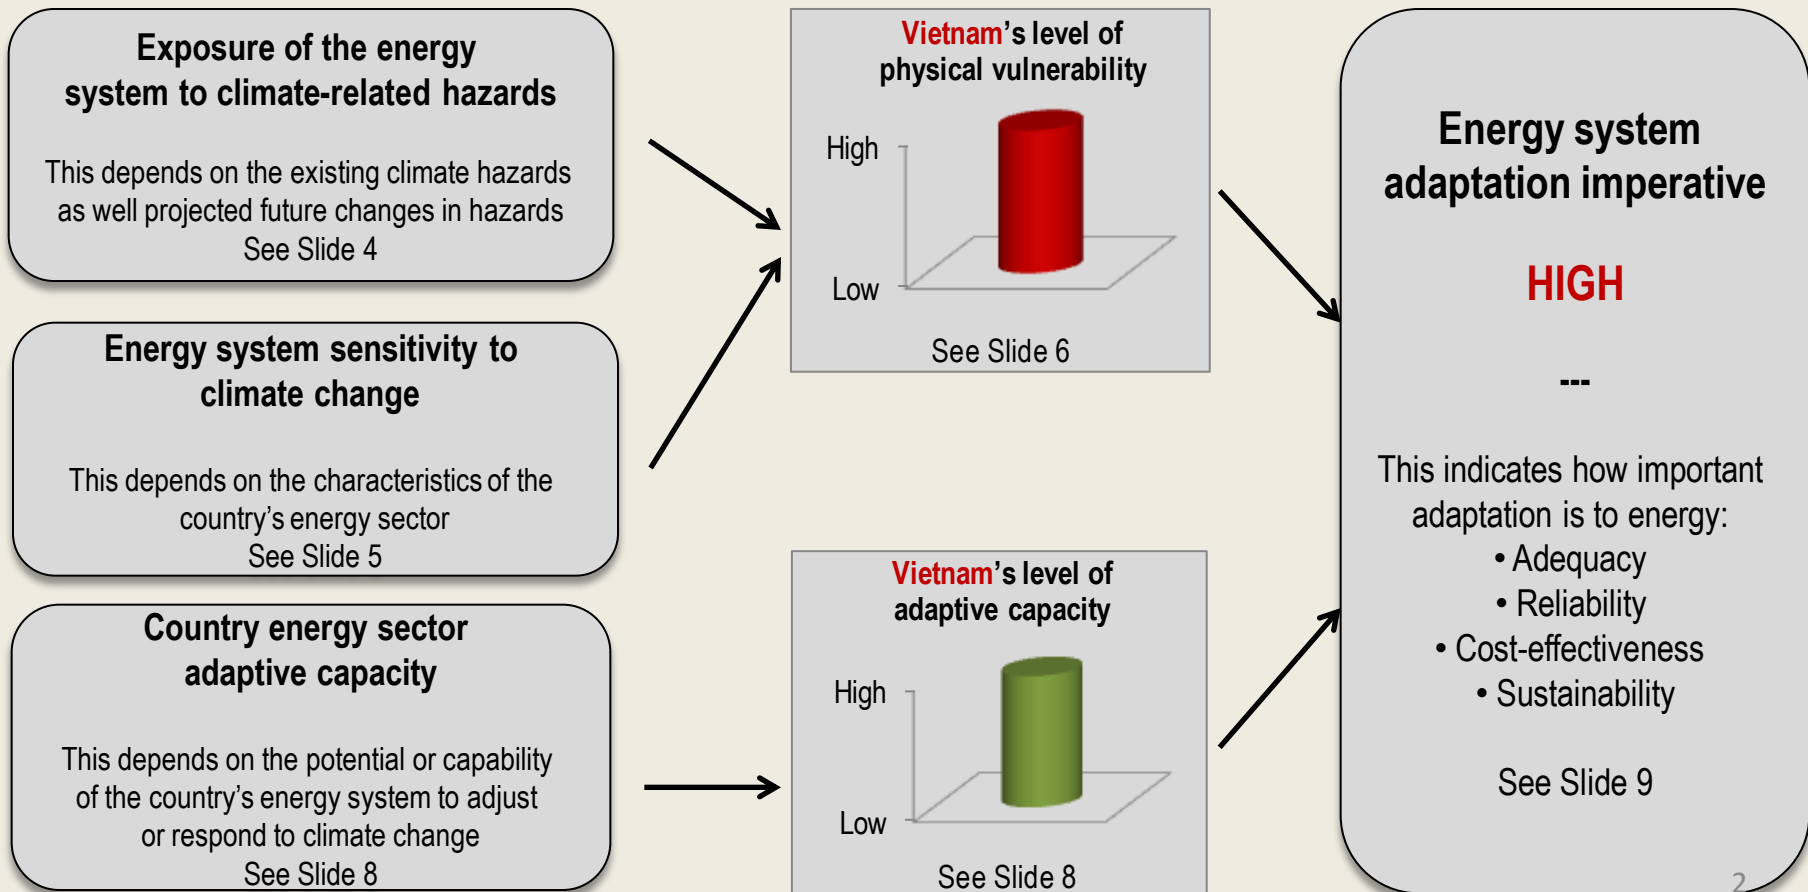 Exposure of the energy
system to climate-related hazards
This depends on the existing climate hazards
as well projected future changes in hazards
See Slide 4
Energy system sensitivity to
climate change
This depends on the characteristics of the
country's energy sector
See Slide 5
Country energy sector
adaptive capacity
This depends on the potential or capability
of the country's energy system to adjust
or respond to climate change
See Slide 8
Vietnam's level of
physical vulnerability
High
Low
See Slide 6
Vietnam's level of
adaptive capacity
High
Low
See Slide 8
Energy system
adaptation imperative
HIGH
---
This indicates how important
adaptation is to energy:
• Adequacy
• Reliability
• Cost-effectiveness
• Sustainability
See Slide 9
2